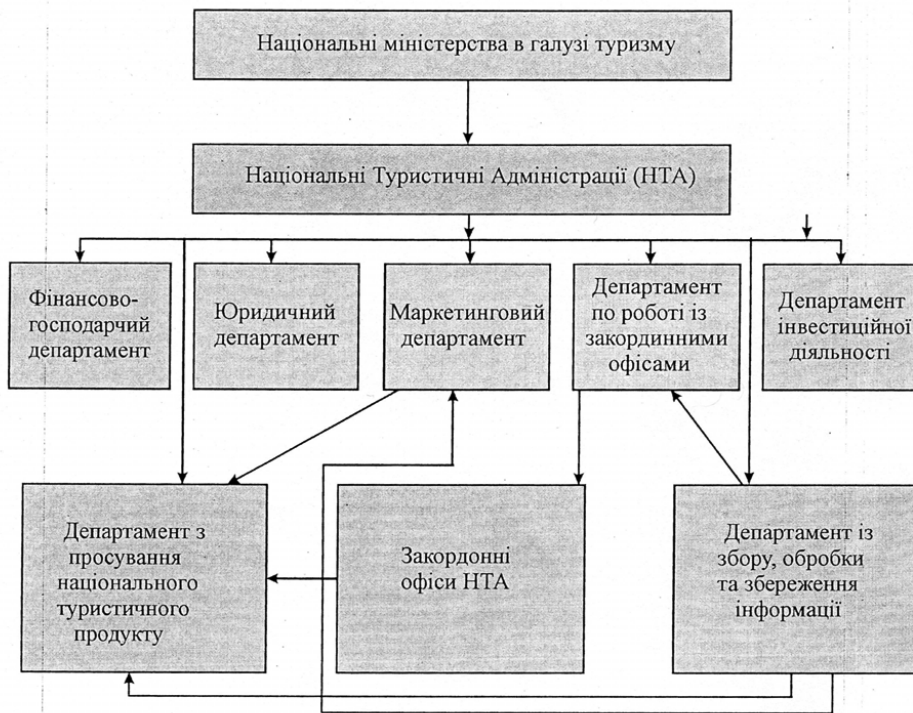 Національні міністерства в галузі туризму
Національні Туристичні Адміністрації (НТА)
Фінансово-
господарчий
департамент
Юридичний
департамент
Маркетинговий
департамент
Департамент
по роботі із
закординними
офісами
Департамент
інвестиційної
діяльності
Департамент з
просування
національного
туристичного
продукту
Закордонні
офіси НТА
Департамент із
збору, обробки
та збереження
інформації